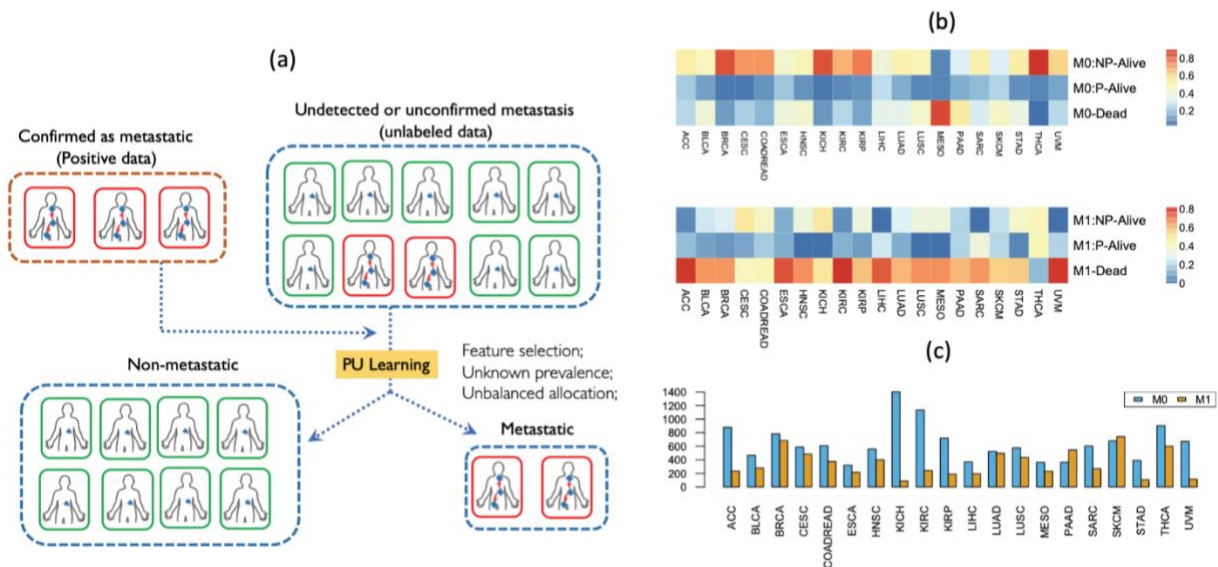 (a)
Undetected or unconfirmed metastasis
(unlabeled data)
Confirmed as metastatic
(Positive data)
PU Learning
Feature selection;
Unknown prevalence;
Unbalanced allocation;
Non-metastatic
Metastatic
(b)
M0:NP-Alive
M0:P-Alive
M0-Dead
0.8
0.6
0.4
0.2
ACC
BLCA
BRCA
CESC
COADREAD
ESCA
HNSC
KICH
KIRC
KIRP
LIHC
LUAD
LUSC
MESO
PAAD
SARC
SKCM
STAD
THCA
UVM
M1:NP-Alive
M1:P-Alive
M1-Dead
0.8
0.6
0.4
0.2
0
ACC
BLCA
BRCA
CESC
COADREAD
ESCA
HNSC
KICH
KIRC
KIRP
LIHC
LUAD
LUSC
MESO
PAAD
SARC
SKCM
STAD
THCA
UVM
(c)
M0 M1
1400
1200
1000
800
600
400
200
0
ACC
BLCA
BRCA
CESC
COADREAD
ESCA
HNSC
KICH
KIRC
KIRP
LIHC
LUAD
LUSC
MESO
PAAD
SARC
SKCM
STAD
THCA
UVM